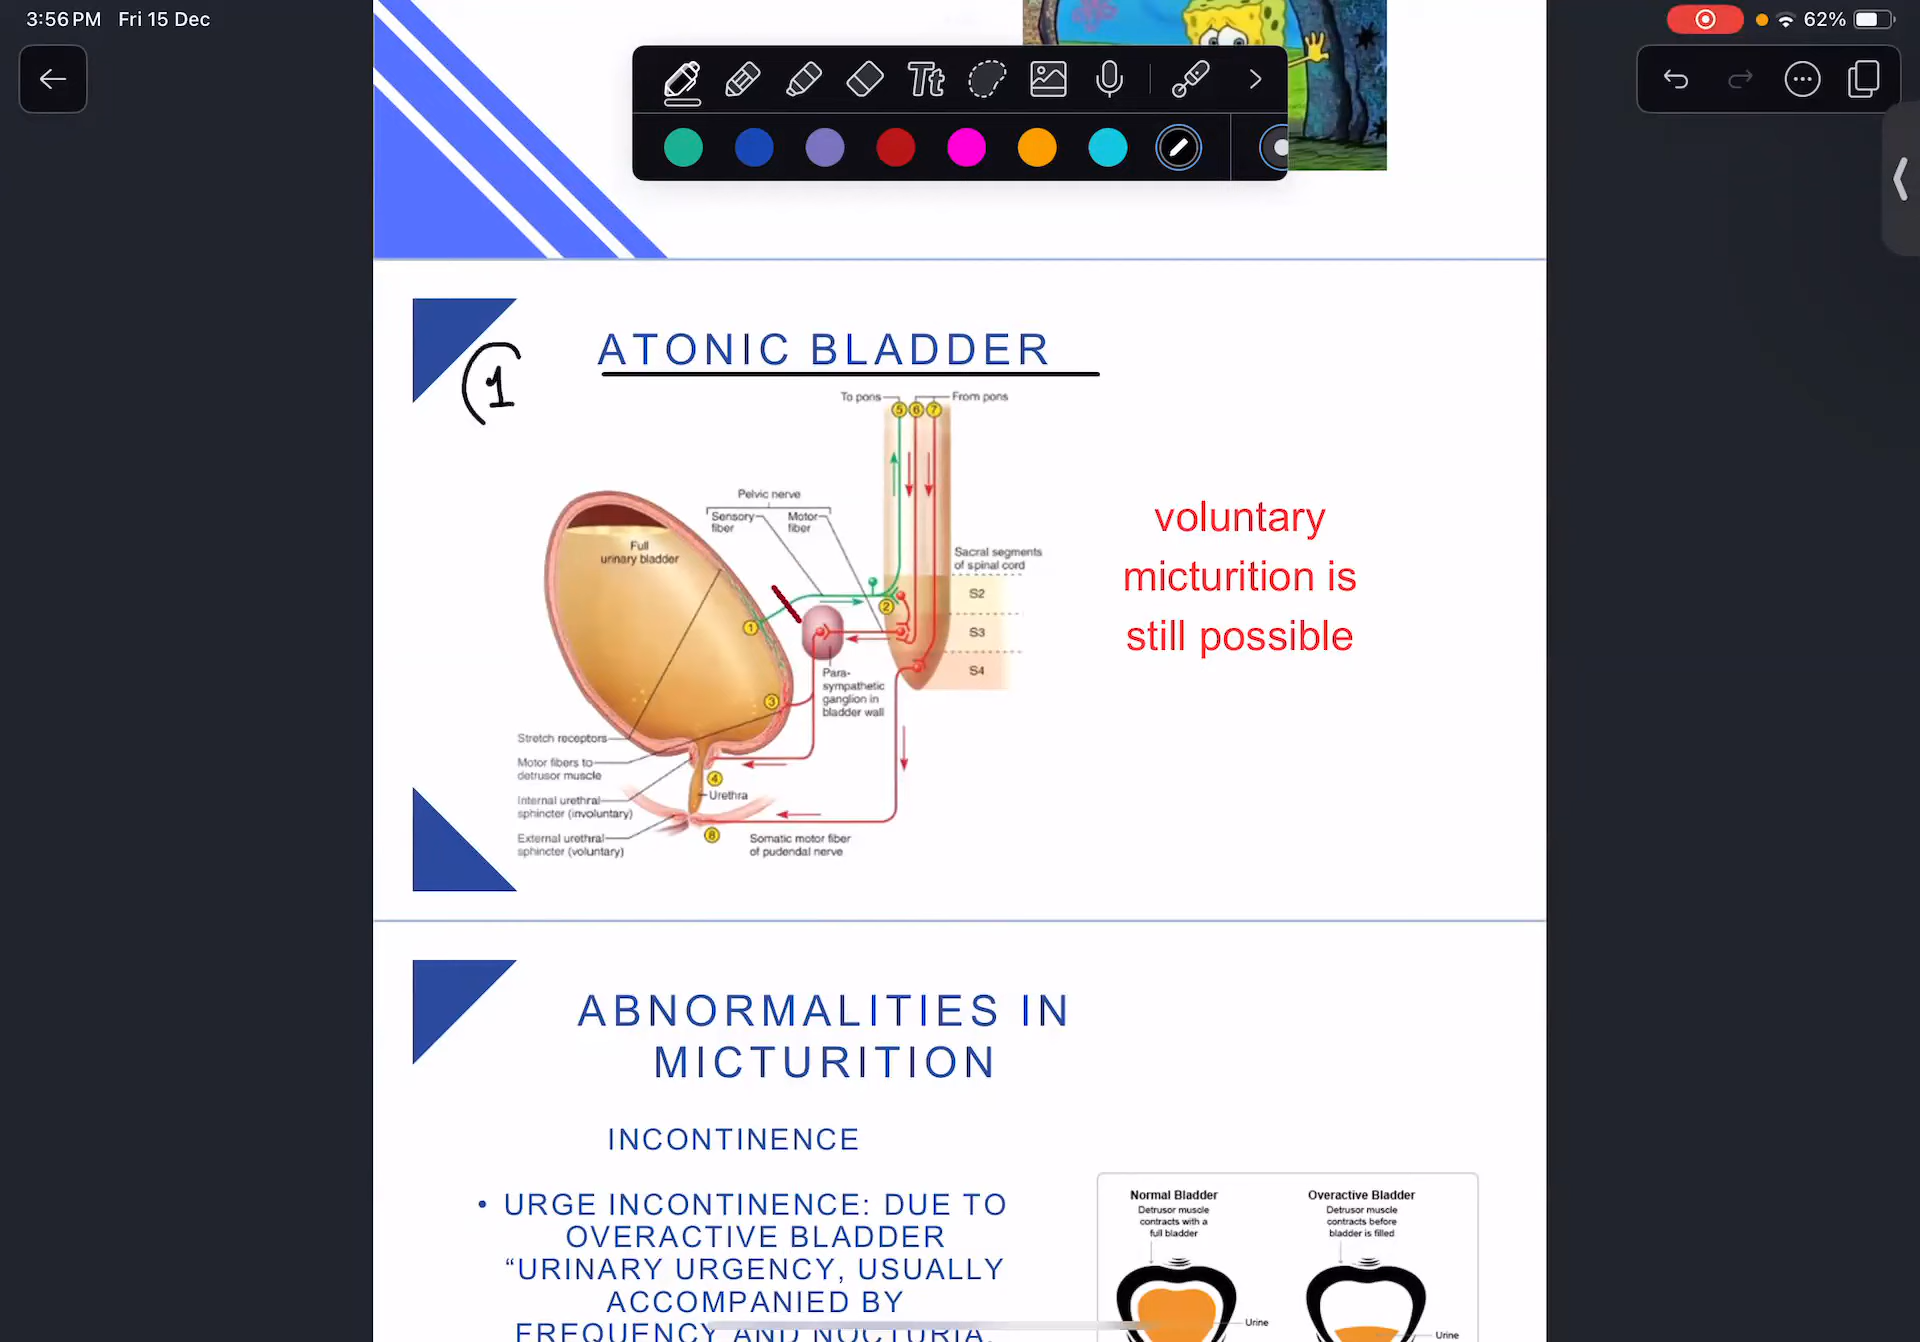 3:56 PM Fri 15 Dec
62%
Tt
ATONIC BLADDER
1
To pons
5 6 7
From pons
Pelvic nerve
Sensory fiber
Motor fiber
Full
urinary bladder
Sacral segments
of spinal cord
S2
S3
S4
1
2
3
4
8
Para-
sympathetic
ganglion in
bladder wall
Stretch receptors
Motor fibers to
detrusor muscle
Internal urethral
sphincter (involuntary)
External urethral
sphincter (voluntary)
Urethra
Somatic motor fiber
of pudendal nerve
voluntary
micturition is
still possible
ABNORMALITIES IN
MICTURITION
INCONTINENCE
• URGE INCONTINENCE: DUE TO
OVERACTIVE BLADDER
“URINARY URGENCY, USUALLY
ACCOMPANIED BY
FREQUENCY AND NOCTURIA,
Normal Bladder
Detrusor muscle
contracts with a
full bladder
Urine
Overactive Bladder
Detrusor muscle
contracts before
bladder is filled
Urine